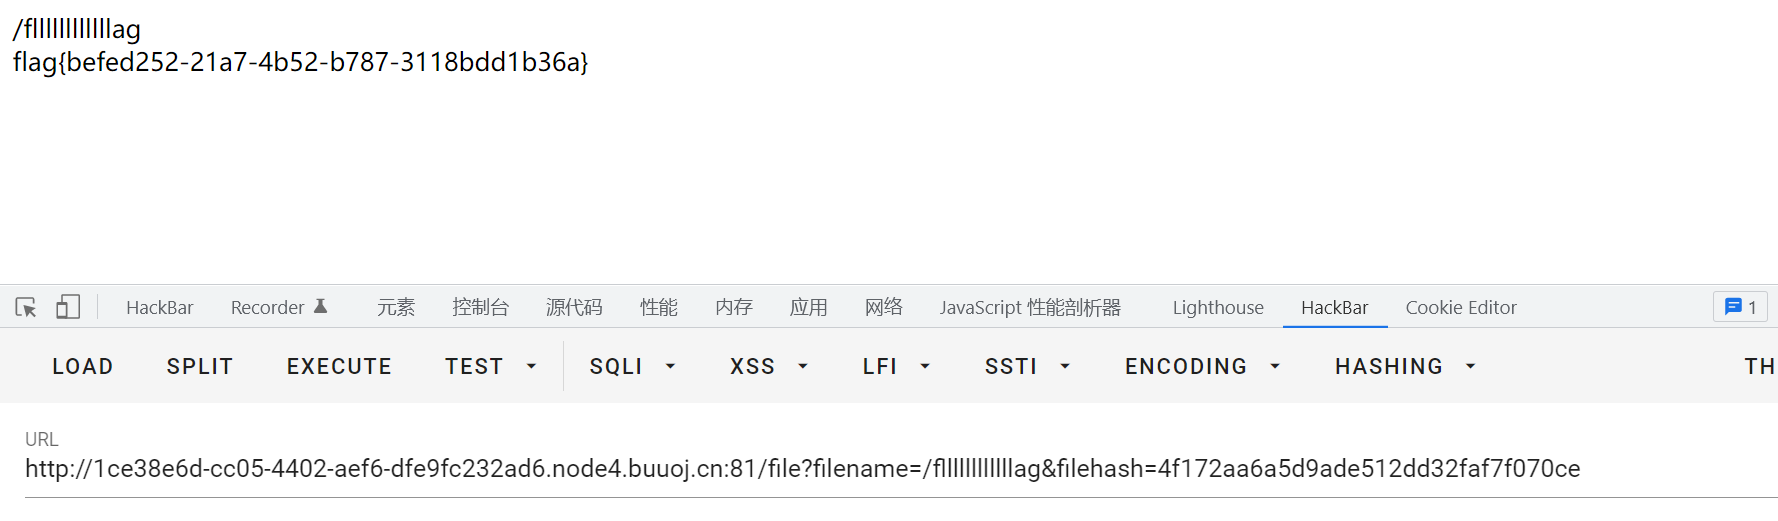 /fllllllllllllag
flag{befed252-21a7-4b52-b787-3118bdd1b36a}
HackBar Recorder 元素 控制台 源代码 性能 内存 应用 网络 JavaScript 性能剖析器 Lighthouse HackBar Cookie Editor 1
LOAD SPLIT EXECUTE TEST SQLI XSS LFI SSTI ENCODING HASHING TH
URL
http://1ce38e6d-cc05-4402-aef6-dfe9fc232ad6.node4.buuoj.cn:81/file?filename=/fllllllllllllag&filehash=4f172aa6a5d9ade512dd32faf7f070ce